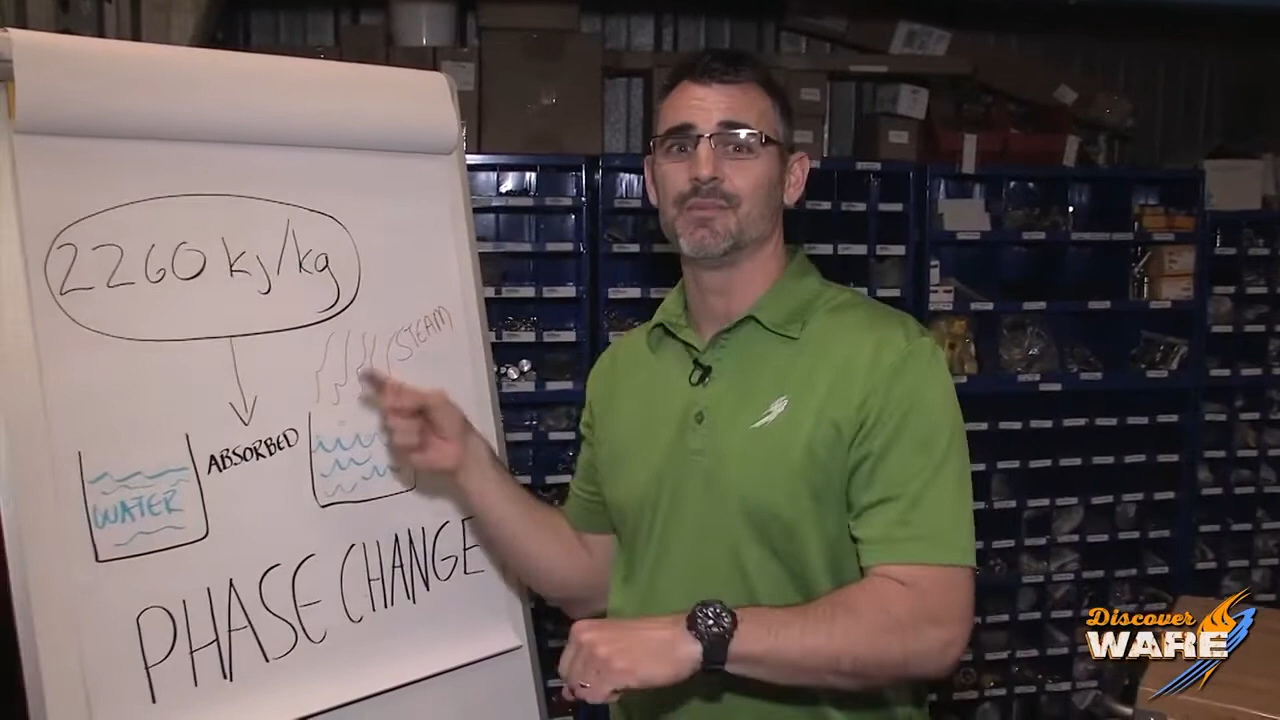 2260 kj/kg
STEAM
ABSORBED
WATER
PHASE CHANGE
Discover
WARE